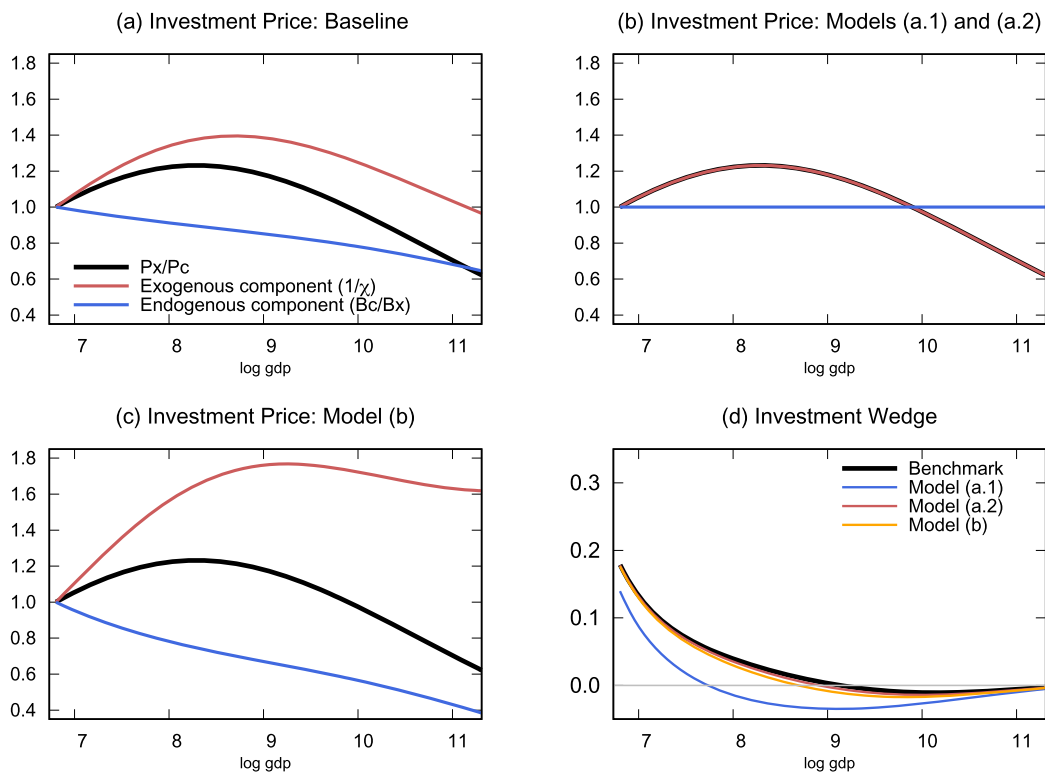 (a) Investment Price: Baseline
1.8
1.6
1.4
1.2
1.0
0.8
0.6
0.4
Px/Pc
Exogenous component (1/χ)
Endogenous component (Bc/Bx)
7 8 9 10 11
log gdp
(b) Investment Price: Models (a.1) and (a.2)
1.8
1.6
1.4
1.2
1.0
0.8
0.6
0.4
7 8 9 10 11
log gdp
(c) Investment Price: Model (b)
1.8
1.6
1.4
1.2
1.0
0.8
0.6
0.4
7 8 9 10 11
log gdp
(d) Investment Wedge
Benchmark
Model (a.1)
Model (a.2)
Model (b)
0.3
0.2
0.1
0.0
7 8 9 10 11
log gdp